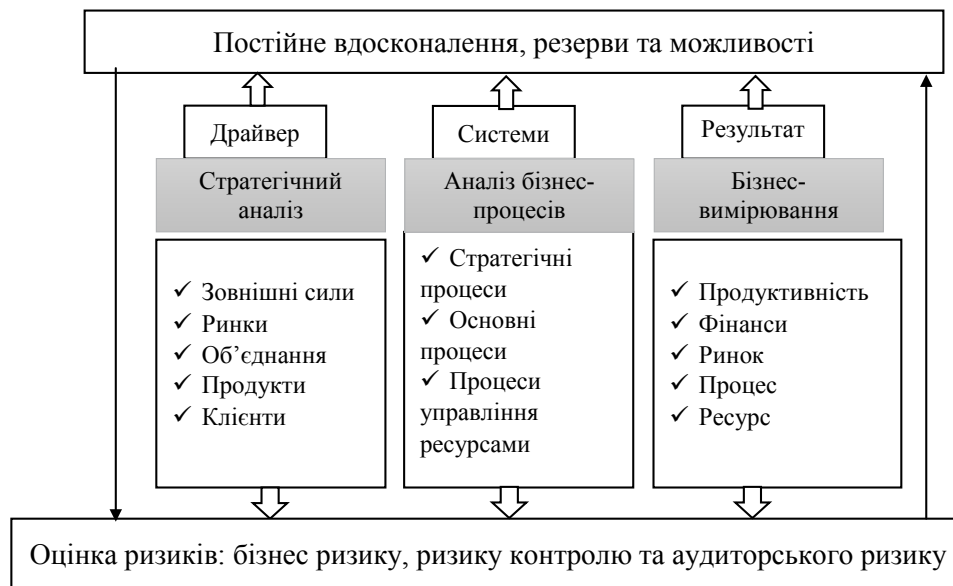 Постійне вдосконалення, резерви та можливості
Драйвер
Стратегічний
аналіз
✓ Зовнішні сили
✓ Ринки
✓ Об’єднання
✓ Продукти
✓ Клієнти
Системи
Аналіз бізнес-
процесів
✓ Стратегічні
процеси
✓ Основні
процеси
✓ Процеси
управління
ресурсами
Результат
Бізнес-
вимірювання
✓ Продуктивність
✓ Фінанси
✓ Ринок
✓ Процес
✓ Ресурс
Оцінка ризиків: бізнес ризику, ризику контролю та аудиторського ризику